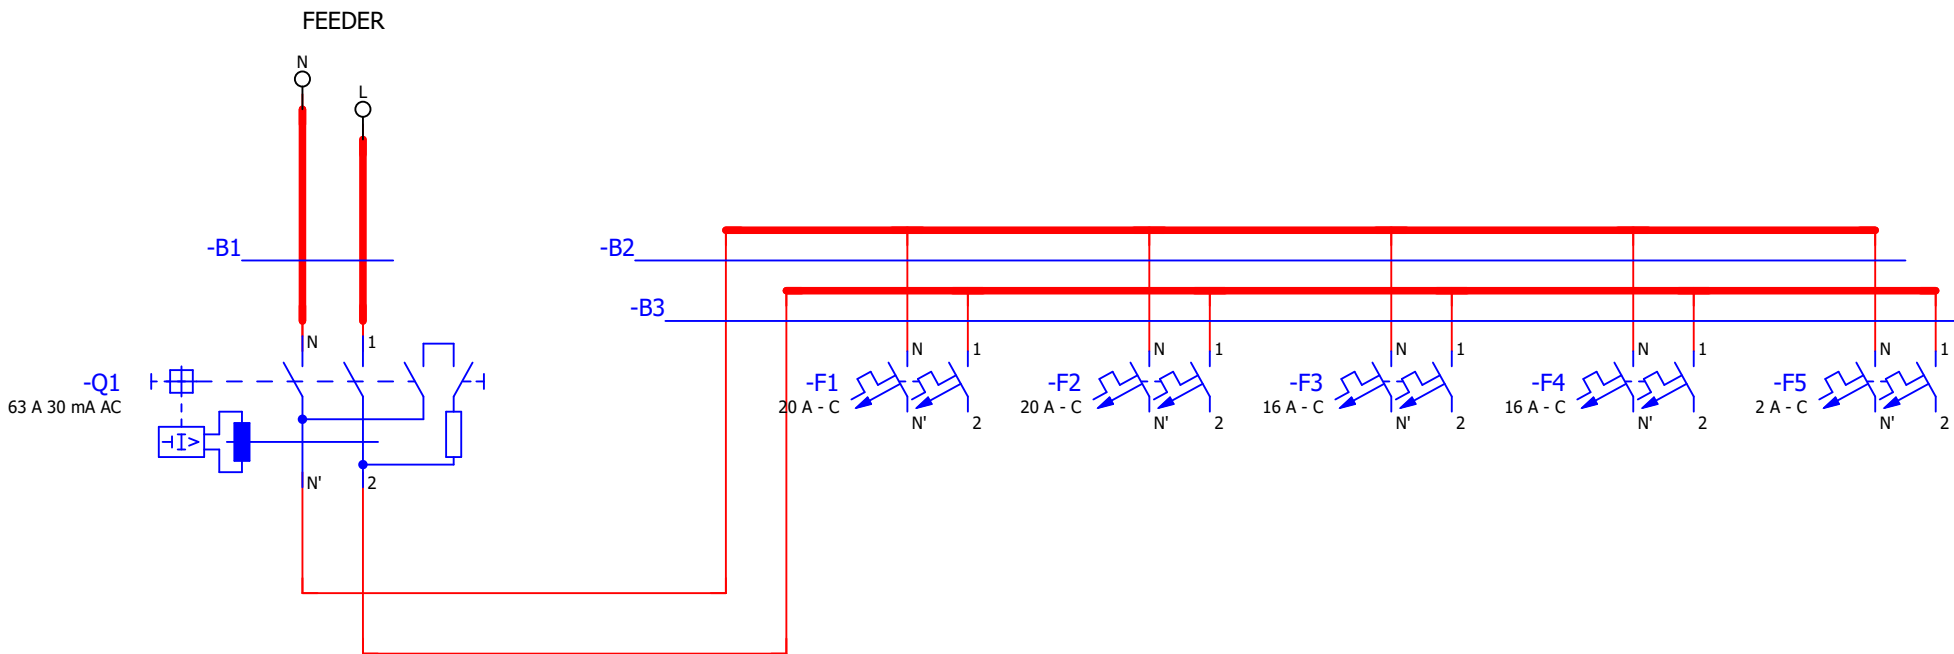 FEEDER
N
L
-B1
-B2
-B3
N 1
-Q1
63 A 30 mA AC
N' 2
N 1
-F1
20 A - C
N' 2
N 1
-F2
20 A - C
N' 2
N 1
-F3
16 A - C
N' 2
N 1
-F4
16 A - C
N' 2
N 1
-F5
2 A - C
N' 2